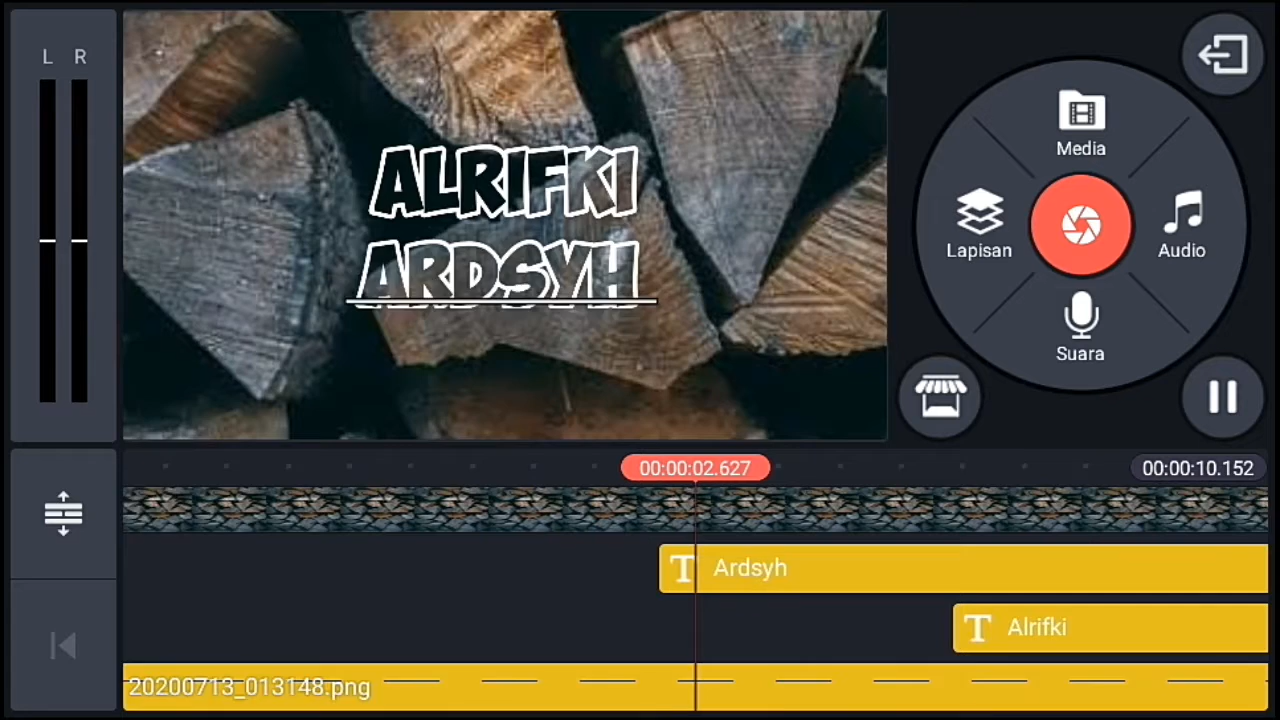 L R
ALRIFKI
ARDSYH
Media
Lapisan
Audio
Suara
00:00:02.627
00:00:10.152
Ardsyh
Alrifki
20200713_013148.png